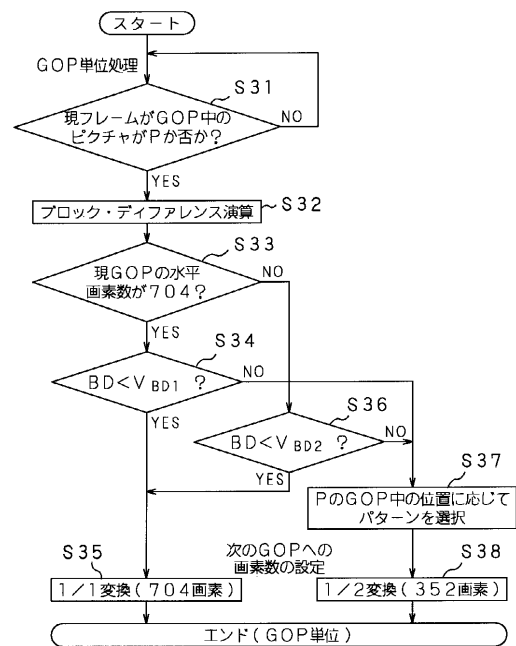 スタート
GOP単位処理
S31
現フレームがGOP中の
ピクチャがPか否か?
NO
YES
ブロック・ディファレンス演算
S32
S33
現GOPの水平
画素数が704?
NO
YES
S34
BD<VBD1 ?
NO
YES
S36
BD<VBD2 ?
NO
YES
S37
PのGOP中の位置に応じて
パターンを選択
次のGOPへの
画素数の設定
S35
1/1変換(704画素)
S38
1/2変換(352画素)
エンド(GOP単位)